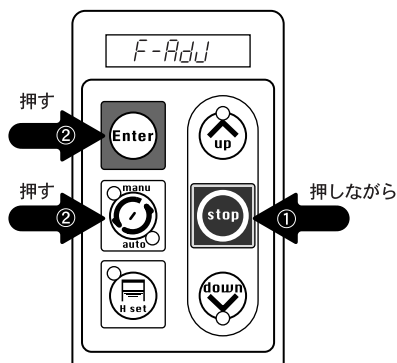 F-AdJ
押す
② Enter up
押す
押しながら
② manu auto stop ①
H set down